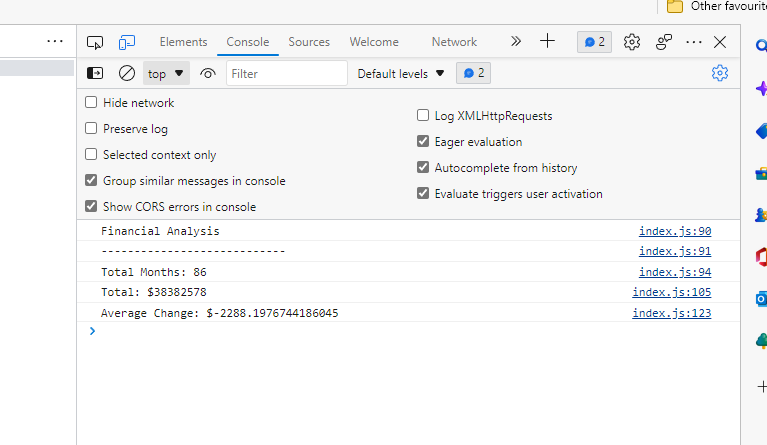 Other favourite
Elements Console Sources Welcome Network 2
top Filter Default levels 2
Hide network
Preserve log
Selected context only
Group similar messages in console
Show CORS errors in console
Log XMLHttpRequests
Eager evaluation
Autocomplete from history
Evaluate triggers user activation
Financial Analysis index.js:90
---------------------------- index.js:91
Total Months: 86 index.js:94
Total: $38382578 index.js:105
Average Change: $-2288.1976744186045 index.js:123